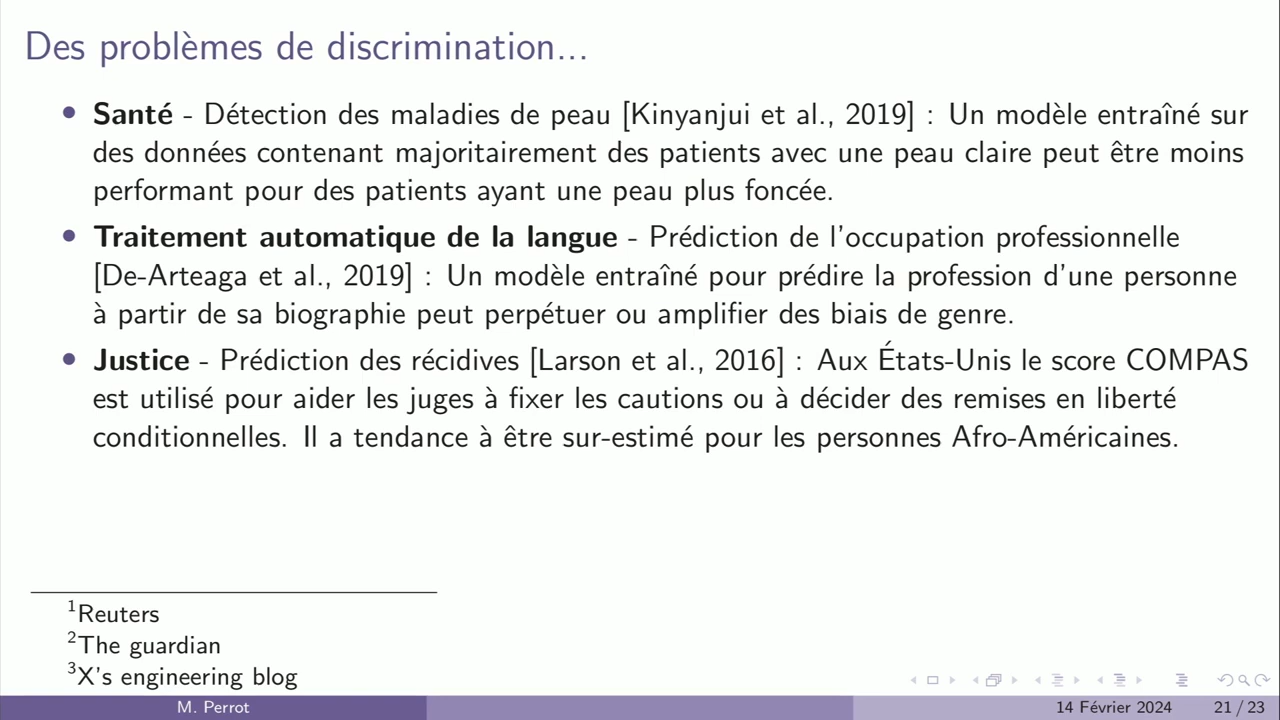 Des problèmes de discrimination...
• Santé - Détection des maladies de peau [Kinyanjui et al., 2019] : Un modèle entraîné sur
des données contenant majoritairement des patients avec une peau claire peut être moins
performant pour des patients ayant une peau plus foncée.
• Traitement automatique de la langue - Prédiction de l'occupation professionnelle
[De-Arteaga et al., 2019] : Un modèle entraîné pour prédire la profession d'une personne
à partir de sa biographie peut perpétuer ou amplifier des biais de genre.
• Justice - Prédiction des récidives [Larson et al., 2016] : Aux États-Unis le score COMPAS
est utilisé pour aider les juges à fixer les cautions ou à décider des remises en liberté
conditionnelles. Il a tendance à être sur-estimé pour les personnes Afro-Américaines.
1Reuters
2The guardian
3X's engineering blog
M. Perrot 14 Février 2024 21 / 23